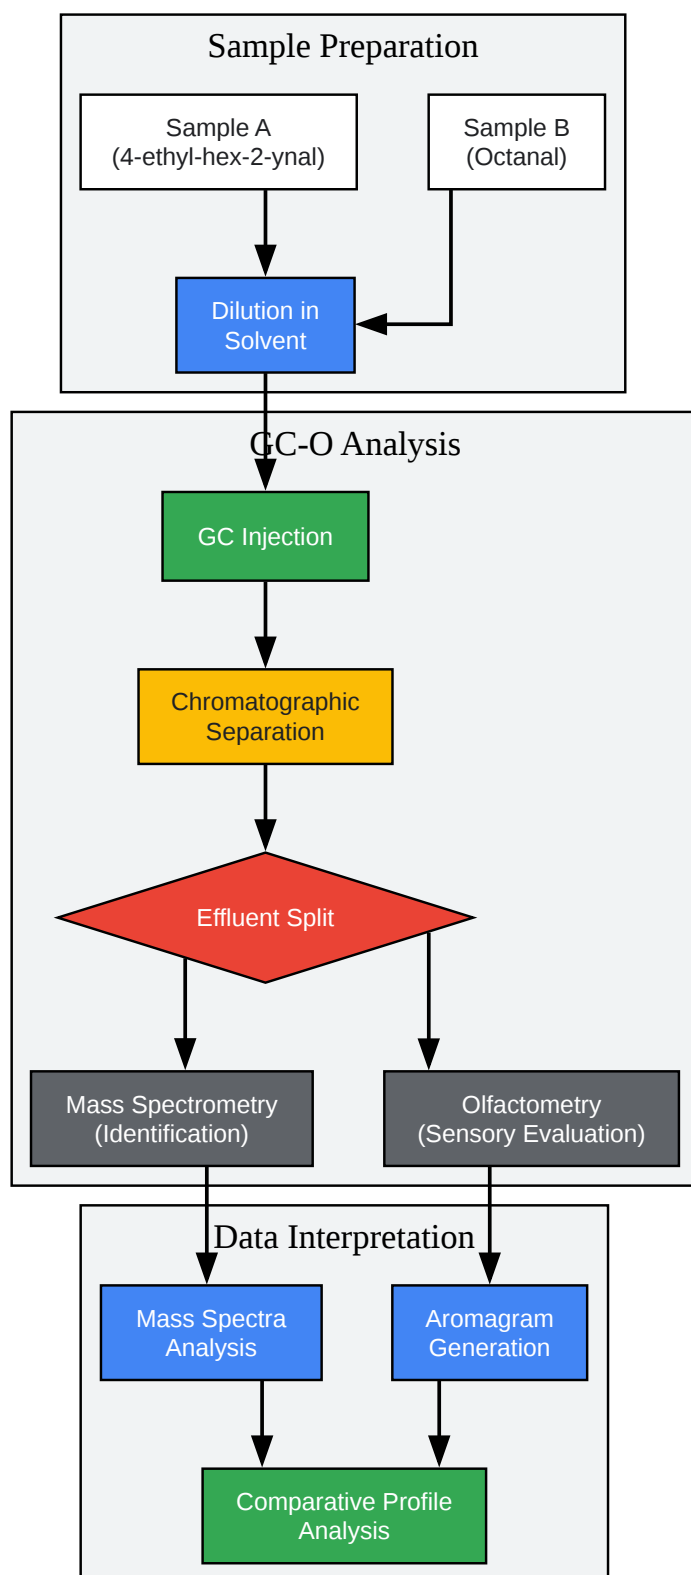 Sample Preparation
Sample A
(4-ethyl-hex-2-ynal)
Sample B
(Octanal)
Dilution in
Solvent
GC-O Analysis
GC Injection
Chromatographic
Separation
Effluent Split
Mass Spectrometry
(Identification)
Olfactometry
(Sensory Evaluation)
Data Interpretation
Mass Spectra
Analysis
Aromagram
Generation
Comparative Profile
Analysis